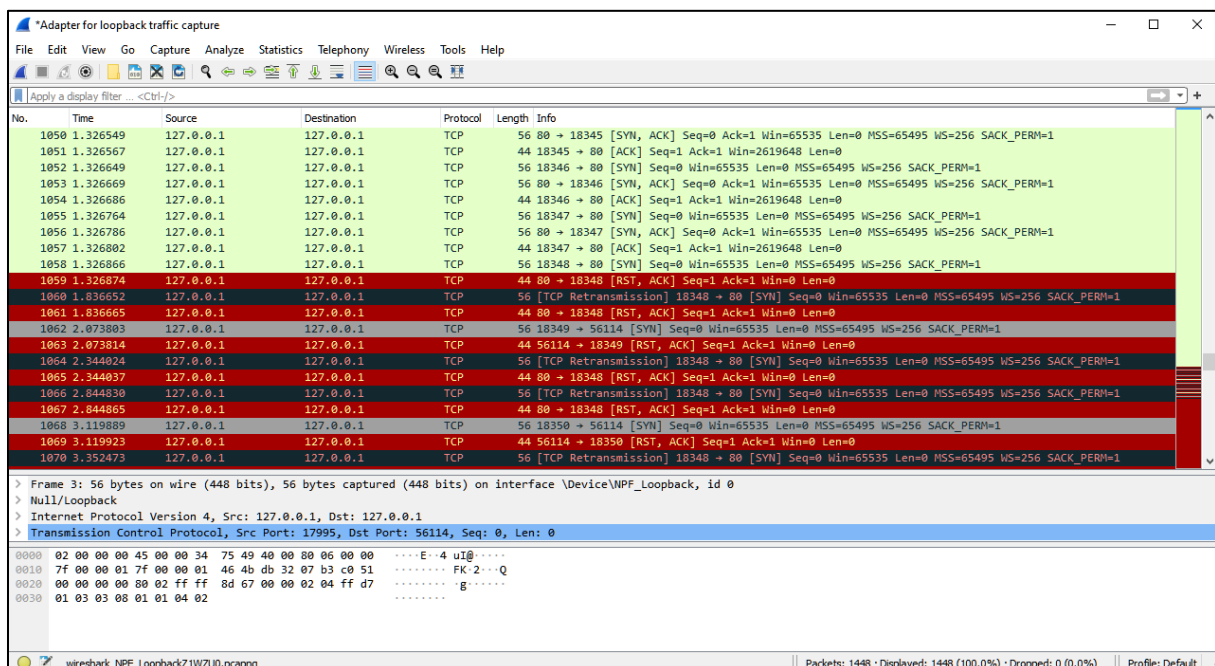 *Adapter for loopback traffic capture
File Edit View Go Capture Analyze Statistics Telephony Wireless Tools Help
Apply a display filter ... <Ctrl-/>
No. Time Source Destination Protocol Length Info
1050 1.326549 127.0.0.1 127.0.0.1 TCP 56 80 → 18345 [SYN, ACK] Seq=0 Ack=1 Win=65535 Len=0 MSS=65495 WS=256 SACK_PERM=1
1051 1.326567 127.0.0.1 127.0.0.1 TCP 44 18345 → 80 [ACK] Seq=1 Ack=1 Win=2619648 Len=0
1052 1.326649 127.0.0.1 127.0.0.1 TCP 56 18346 → 80 [SYN] Seq=0 Win=65535 Len=0 MSS=65495 WS=256 SACK_PERM=1
1053 1.326669 127.0.0.1 127.0.0.1 TCP 56 80 → 18346 [SYN, ACK] Seq=0 Ack=1 Win=65535 Len=0 MSS=65495 WS=256 SACK_PERM=1
1054 1.326686 127.0.0.1 127.0.0.1 TCP 44 18346 → 80 [ACK] Seq=1 Ack=1 Win=2619648 Len=0
1055 1.326764 127.0.0.1 127.0.0.1 TCP 56 18347 → 80 [SYN] Seq=0 Win=65535 Len=0 MSS=65495 WS=256 SACK_PERM=1
1056 1.326786 127.0.0.1 127.0.0.1 TCP 56 80 → 18347 [SYN, ACK] Seq=0 Ack=1 Win=65535 Len=0 MSS=65495 WS=256 SACK_PERM=1
1057 1.326802 127.0.0.1 127.0.0.1 TCP 44 18347 → 80 [ACK] Seq=1 Ack=1 Win=2619648 Len=0
1058 1.326866 127.0.0.1 127.0.0.1 TCP 56 18348 → 80 [SYN] Seq=0 Win=65535 Len=0 MSS=65495 WS=256 SACK_PERM=1
1059 1.326874 127.0.0.1 127.0.0.1 TCP 44 80 → 18348 [RST, ACK] Seq=1 Ack=1 Win=0 Len=0
1060 1.836652 127.0.0.1 127.0.0.1 TCP 56 [TCP Retransmission] 18348 → 80 [SYN] Seq=0 Win=65535 Len=0 MSS=65495 WS=256 SACK_PERM=1
1061 1.836665 127.0.0.1 127.0.0.1 TCP 44 80 → 18348 [RST, ACK] Seq=1 Ack=1 Win=0 Len=0
1062 2.073803 127.0.0.1 127.0.0.1 TCP 56 18349 → 56114 [SYN] Seq=0 Win=65535 Len=0 MSS=65495 WS=256 SACK_PERM=1
1063 2.073814 127.0.0.1 127.0.0.1 TCP 44 56114 → 18349 [RST, ACK] Seq=1 Ack=1 Win=0 Len=0
1064 2.344024 127.0.0.1 127.0.0.1 TCP 56 [TCP Retransmission] 18348 → 80 [SYN] Seq=0 Win=65535 Len=0 MSS=65495 WS=256 SACK_PERM=1
1065 2.344037 127.0.0.1 127.0.0.1 TCP 44 80 → 18348 [RST, ACK] Seq=1 Ack=1 Win=0 Len=0
1066 2.844830 127.0.0.1 127.0.0.1 TCP 56 [TCP Retransmission] 18348 → 80 [SYN] Seq=0 Win=65535 Len=0 MSS=65495 WS=256 SACK_PERM=1
1067 2.844865 127.0.0.1 127.0.0.1 TCP 44 80 → 18348 [RST, ACK] Seq=1 Ack=1 Win=0 Len=0
1068 3.119889 127.0.0.1 127.0.0.1 TCP 56 18350 → 56114 [SYN] Seq=0 Win=65535 Len=0 MSS=65495 WS=256 SACK_PERM=1
1069 3.119923 127.0.0.1 127.0.0.1 TCP 44 56114 → 18350 [RST, ACK] Seq=1 Ack=1 Win=0 Len=0
1070 3.352473 127.0.0.1 127.0.0.1 TCP 56 [TCP Retransmission] 18348 → 80 [SYN] Seq=0 Win=65535 Len=0 MSS=65495 WS=256 SACK_PERM=1
> Frame 3: 56 bytes on wire (448 bits), 56 bytes captured (448 bits) on interface \Device\NPF_Loopback, id 0
> Null/Loopback
> Internet Protocol Version 4, Src: 127.0.0.1, Dst: 127.0.0.1
> Transmission Control Protocol, Src Port: 17995, Dst Port: 56114, Seq: 0, Len: 0
0000 02 00 00 00 45 00 00 34 75 49 40 00 80 06 00 00 ····E··4 uI@·····
0010 7f 00 00 01 7f 00 00 01 46 4b db 32 07 b3 c0 51 ········ FK·2···Q
0020 00 00 00 00 80 02 ff ff 8d 67 00 00 02 04 ff d7 ········ ·g······
0030 01 03 03 08 01 01 04 02 ········
wireshark_NPF_LoopbackZ1WZU0.pcapng Packets: 1448 · Displayed: 1448 (100.0%) · Dropped: 0 (0.0%) Profile: Default